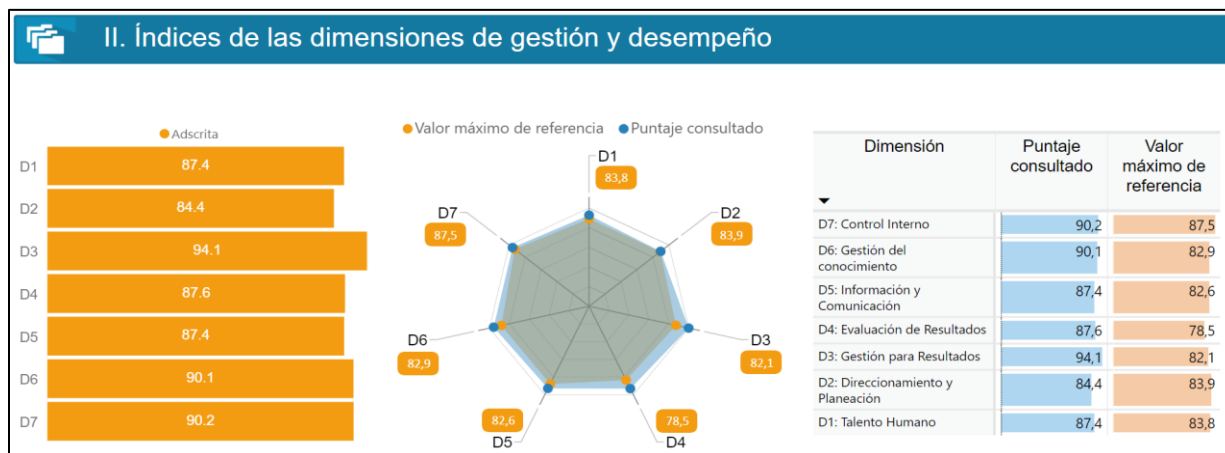 II. Índices de las dimensiones de gestión y desempeño
Adscrita
D1 87.4
D2 84.4
D3 94.1
D4 87.6
D5 87.4
D6 90.1
D7 90.2
Valor máximo de referencia Puntaje consultado
D1
83,8
D7 D2
87,5 83,9
D6 D3
82,9 82,1
82,6 78,5
D5 D4
Dimensión Puntaje Valor
consultado máximo de
referencia
D7: Control Interno 90,2 87,5
D6: Gestión del
conocimiento 90,1 82,9
D5: Información y
Comunicación 87,4 82,6
D4: Evaluación de Resultados 87,6 78,5
D3: Gestión para Resultados 94,1 82,1
D2: Direccionamiento y
Planeación 84,4 83,9
D1: Talento Humano 87,4 83,8